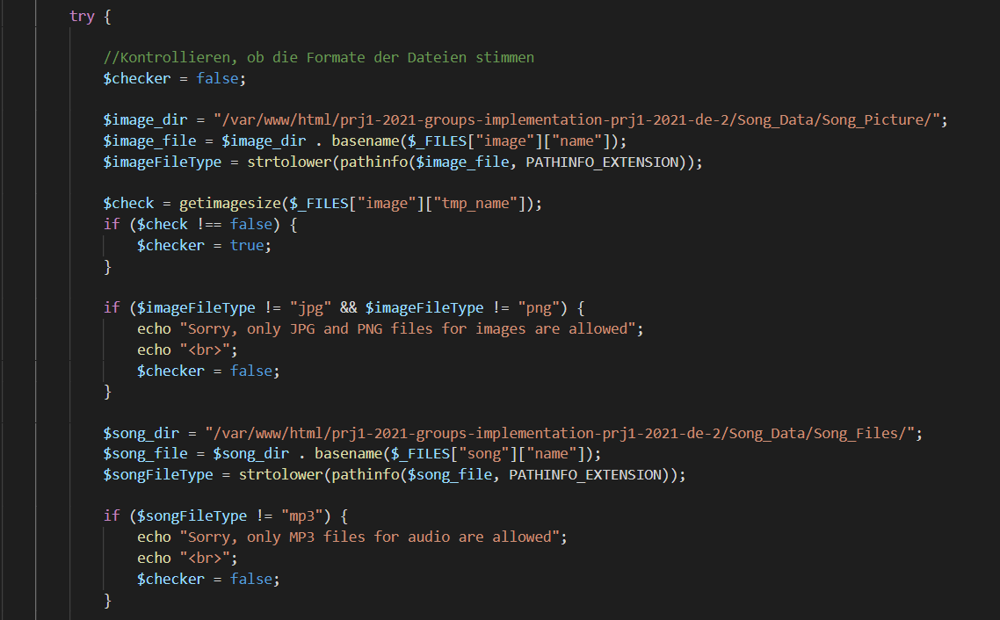 try {
//Kontrollieren, ob die Formate der Dateien stimmen
$checker = false;
$image_dir = "/var/www/html/prj1-2021-groups-implementation-prj1-2021-de-2/Song_Data/Song_Picture/";
$image_file = $image_dir . basename($_FILES["image"]["name"]);
$imageFileType = strtolower(pathinfo($image_file, PATHINFO_EXTENSION));
$check = getimagesize($_FILES["image"]["tmp_name"]);
if ($check !== false) {
$checker = true;
}
if ($imageFileType != "jpg" && $imageFileType != "png") {
echo "Sorry, only JPG and PNG files for images are allowed";
echo "<br>";
$checker = false;
}
$song_dir = "/var/www/html/prj1-2021-groups-implementation-prj1-2021-de-2/Song_Data/Song_Files/";
$song_file = $song_dir . basename($_FILES["song"]["name"]);
$songFileType = strtolower(pathinfo($song_file, PATHINFO_EXTENSION));
if ($songFileType != "mp3") {
echo "Sorry, only MP3 files for audio are allowed";
echo "<br>";
$checker = false;
}